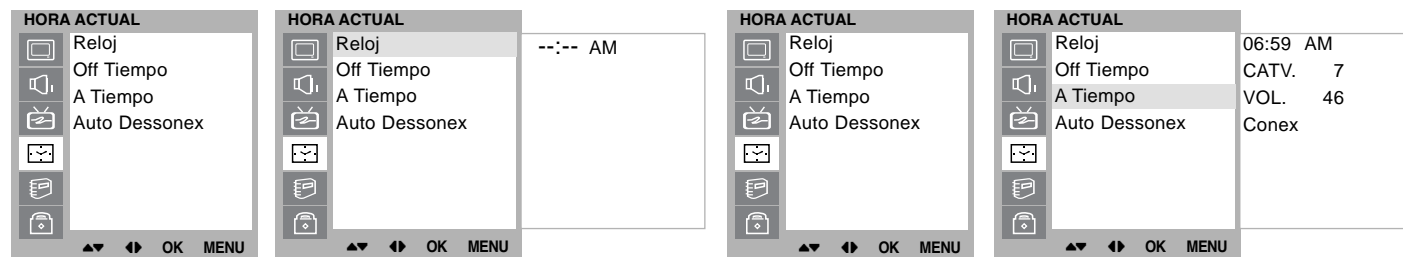 HORA ACTUAL
Reloj
Off Tiempo
A Tiempo
Auto Dessonex
OK MENU
HORA ACTUAL
Reloj
Off Tiempo
A Tiempo
Auto Dessonex
OK MENU
--:-- AM
HORA ACTUAL
Reloj
Off Tiempo
A Tiempo
Auto Dessonex
OK MENU
HORA ACTUAL
Reloj
Off Tiempo
A Tiempo
Auto Dessonex
OK MENU
06:59 AM
CATV. 7
VOL. 46
Conex